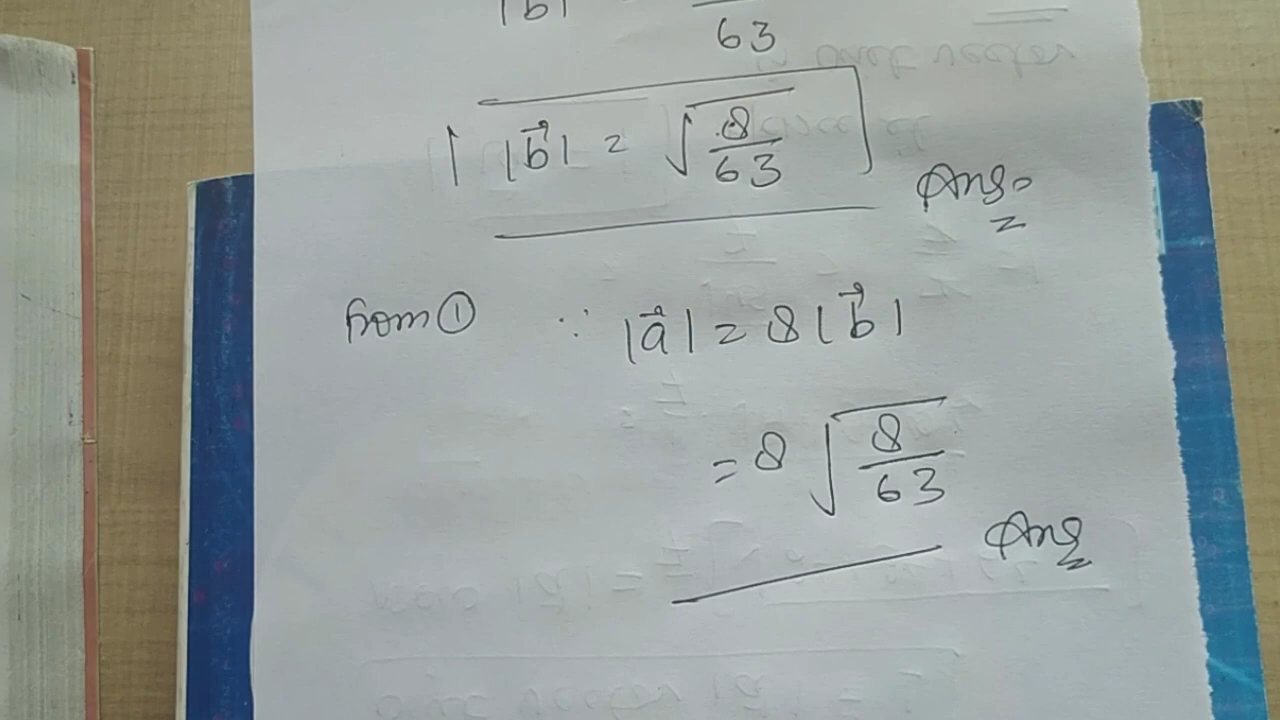 |b|
63
|b⃗| = √8/63 Ans.
from ① ∵ |a⃗| = 8|b⃗|
= 8 √8/63
Ans